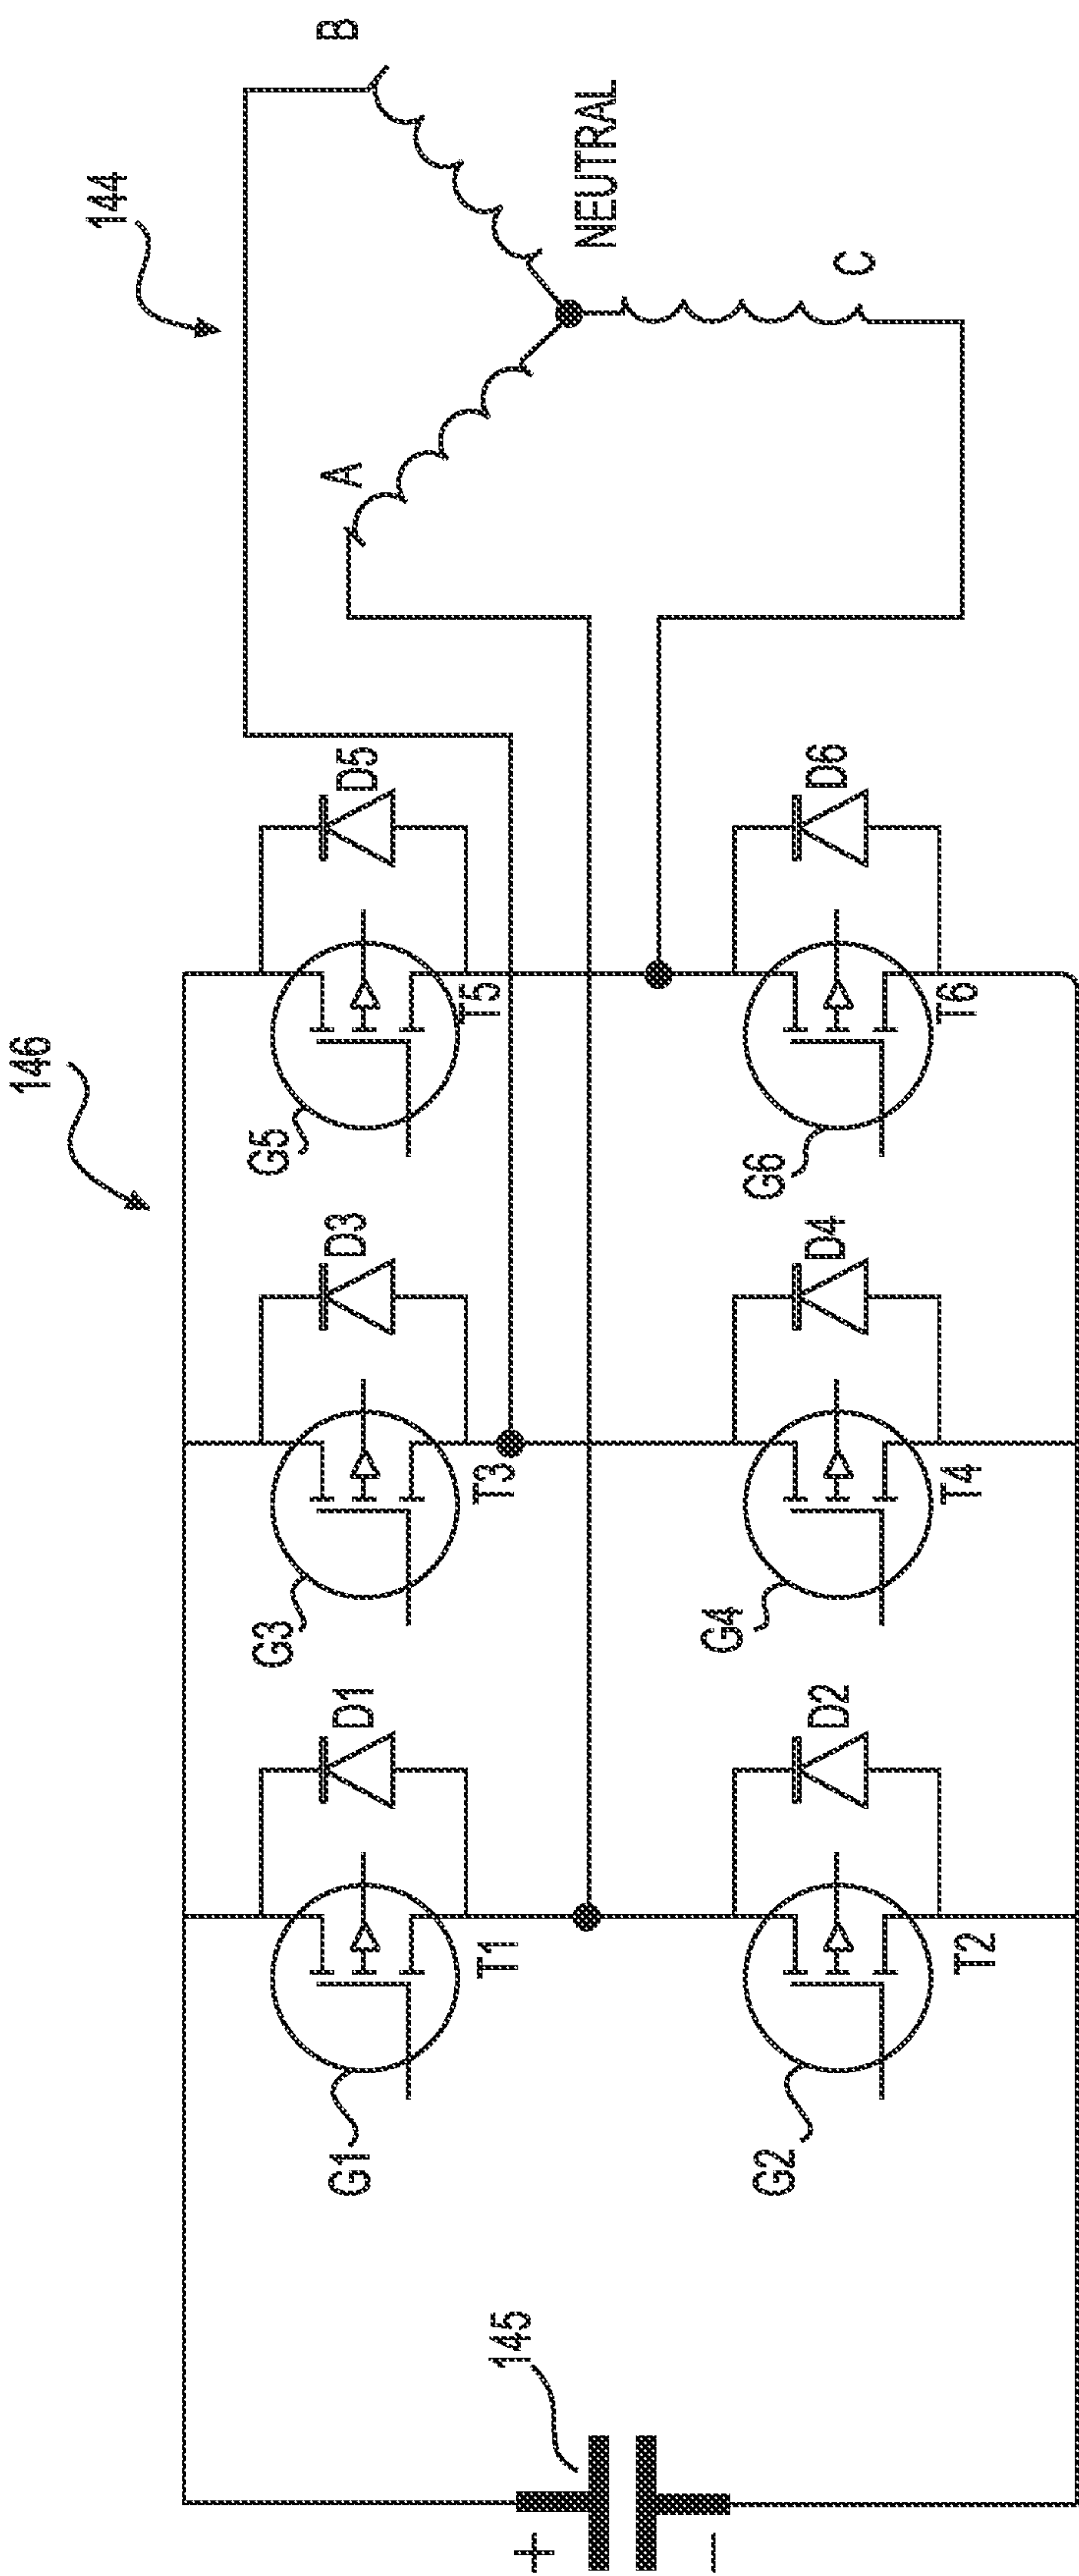 146
144
B
A
NEUTRAL
C
G1
T1
D1
G3
T3
D3
G5
T5
D5
145
+
−
G2
T2
D2
G4
T4
D4
G6
T6
D6